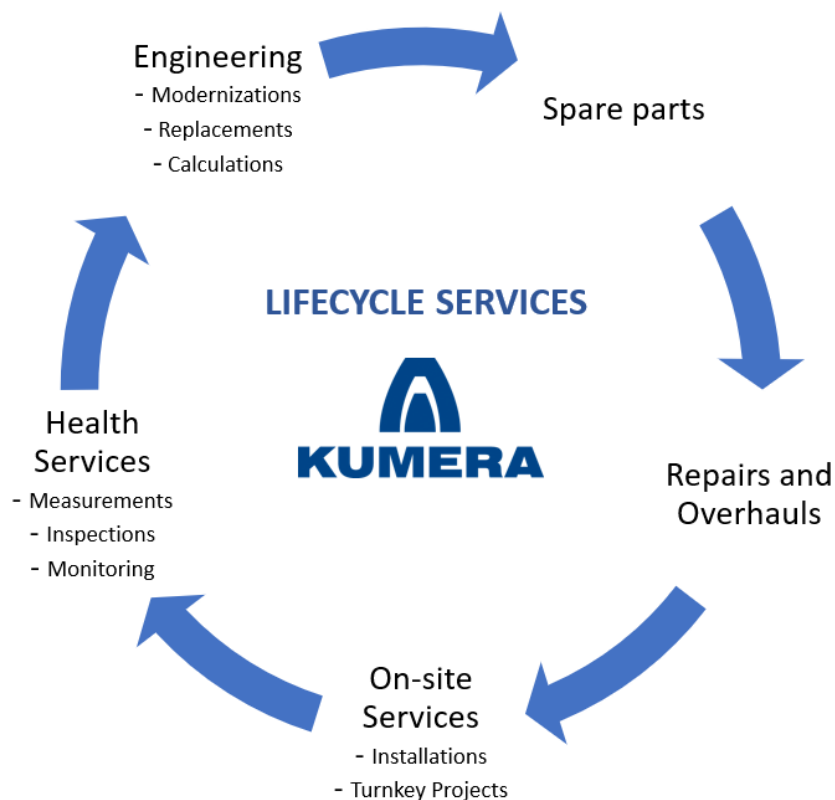 Engineering
- Modernizations
- Replacements
- Calculations
Spare parts
LIFECYCLE SERVICES
KUMERA
Repairs and
Overhauls
On-site
Services
- Installations
- Turnkey Projects
Health
Services
- Measurements
- Inspections
- Monitoring